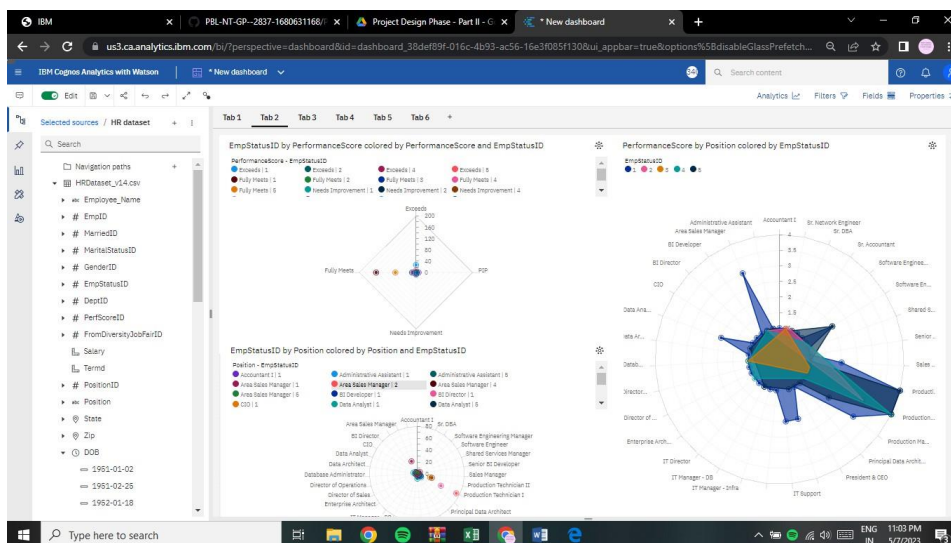 IBM
PBL-NT-GP--2837-1680631168/F
Project Design Phase - Part II - G
* New dashboard
us3.ca.analytics.ibm.com/bi/?perspective=dashboard&id=dashboard_38def89f-016c-4b93-ac56-16e3f085f130&ui_appbar=true&options%5BdisableGlassPrefetch...
IBM Cognos Analytics with Watson
* New dashboard
Search content
Edit
Analytics
Filters
Fields
Properties
Selected sources / HR dataset
Tab 1 Tab 2 Tab 3 Tab 4 Tab 5 Tab 6 +
Search
Navigation paths
HRDataset_v14.csv
abc Employee_Name
# EmpID
# MarriedID
# MaritalStatusID
# GenderID
# EmpStatusID
# DeptID
# PerfScoreID
# FromDiversityJobFairID
Salary
Termd
# PositionID
abc Position
State
Zip
DOB
1951-01-02
1951-02-25
1952-01-18
EmpStatusID by PerformanceScore colored by PerformanceScore and EmpStatusID
PerformanceScore - EmpStatusID
Exceeds | 1 Exceeds | 2 Exceeds | 4 Exceeds | 5
Fully Meets | 1 Fully Meets | 2 Fully Meets | 3 Fully Meets | 4
Fully Meets | 5 Needs Improvement | 1 Needs Improvement | 2 Needs Improvement | 4
Exceeds
200
160
120
80
40
0
Fully Meets
PIP
Needs Improvement
EmpStatusID by Position colored by Position and EmpStatusID
Position - EmpStatusID
Accountant I | 1 Administrative Assistant | 1 Administrative Assistant | 5
Area Sales Manager | 1 Area Sales Manager | 2 Area Sales Manager | 4
Area Sales Manager | 5 BI Developer | 1 BI Director | 1
CIO | 1 Data Analyst | 1 Data Analyst | 5
Accountant I
Area Sales Manager
Sr. DBA
80
60
40
20
0
BI Director
Software Engineering Manager
CIO
Software Engineer
Data Analyst
Shared Services Manager
Data Architect
Senior BI Developer
Database Administrator
Sales Manager
Director of Operations
Production Technician II
Director of Sales
Production Technician I
Enterprise Architect
Principal Data Architect
PerformanceScore by Position colored by EmpStatusID
EmpStatusID
1 2 3 4 5
Accountant I
Administrative Assistant
Sr. Network Engineer
Area Sales Manager
Sr. DBA
BI Developer
Sr. Accountant
BI Director
Software Enginee...
CIO
Software En...
Data Ana...
Shared S...
Senior...
Datab...
Sales ...
Director...
Product...
Director of ...
Production...
Enterprise Arch...
Production Ma...
IT Director
Principal Data Archit...
IT Manager - DB
President & CEO
IT Manager - Infra
IT Support
4
3.5
3
2.5
2
1.5
Type here to search
ENG
IN
11:03 PM
5/7/2023